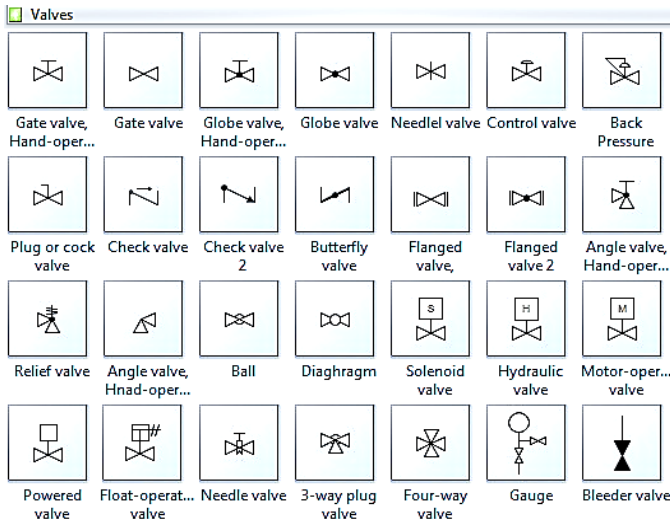 Valves
Gate valve, Hand-oper...
Gate valve
Globe valve, Hand-oper...
Globe valve
Needlel valve
Control valve
Back Pressure
Plug or cock valve
Check valve
Check valve 2
Butterfly valve
Flanged valve,
Flanged valve 2
Angle valve, Hand-oper...
Relief valve
Angle valve, Hnad-oper...
Ball
Diaghragm
S
Solenoid valve
H
Hydraulic valve
M
Motor-oper... valve
Powered valve
Float-operat... valve
Needle valve
3-way plug valve
Four-way valve
Gauge
Bleeder valve